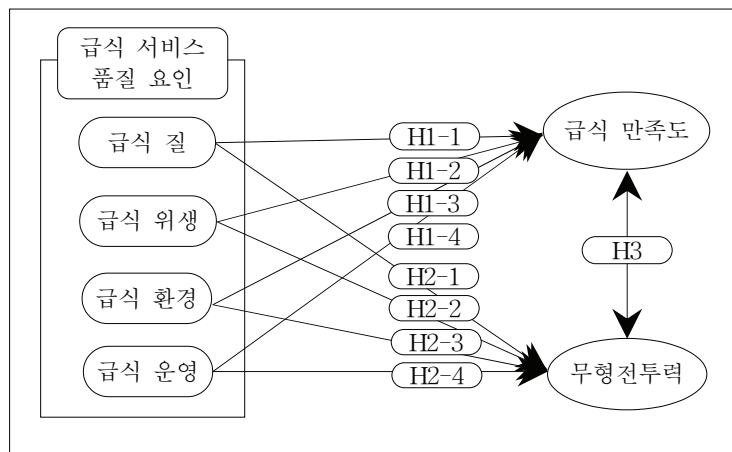 급식 서비스
품질 요인
급식 질
급식 위생
급식 환경
급식 운영
H1-1
H1-2
H1-3
H1-4
H2-1
H2-2
H2-3
H2-4
급식 만족도
H3
무형전투력